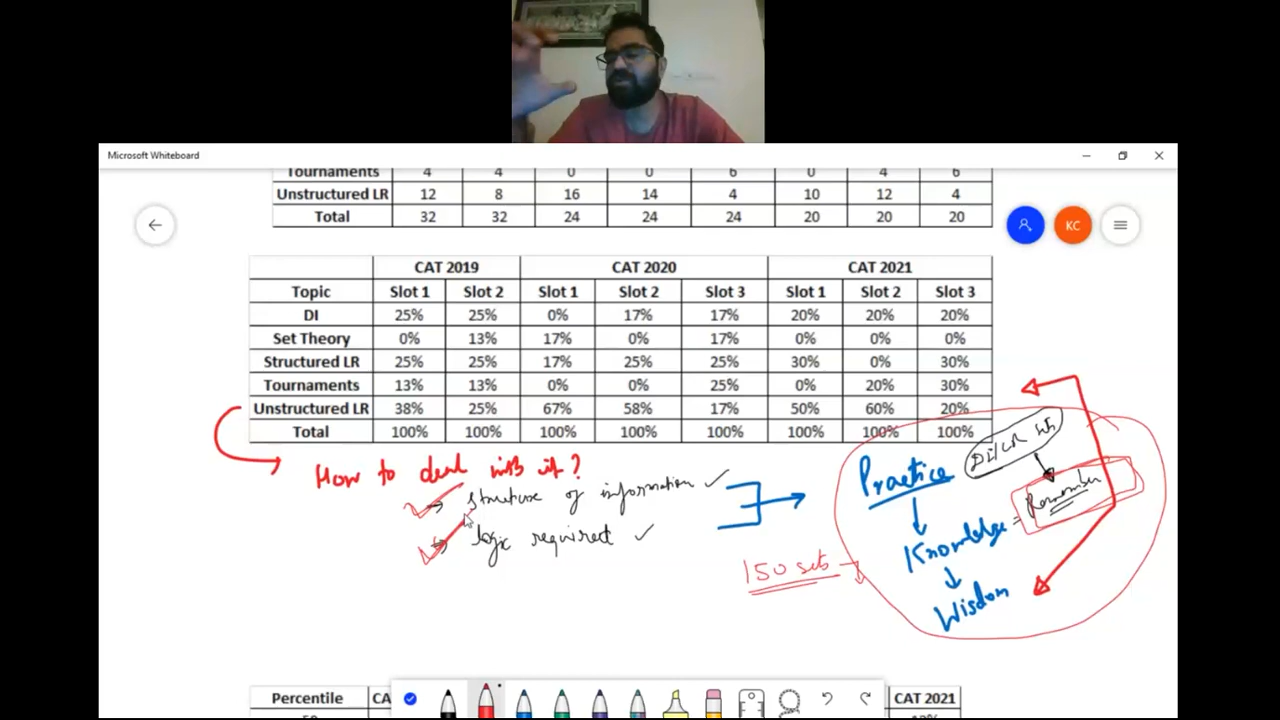 Microsoft Whiteboard
Tournaments 4 4 0 0 6 0 4 6
Unstructured LR 12 8 16 14 4 10 12 4
Total 32 32 24 24 24 20 20 20
KC
CAT 2019 CAT 2020 CAT 2021
Topic Slot 1 Slot 2 Slot 1 Slot 2 Slot 3 Slot 1 Slot 2 Slot 3
DI 25% 25% 0% 17% 17% 20% 20% 20%
Set Theory 0% 13% 17% 0% 17% 0% 0% 0%
Structured LR 25% 25% 17% 25% 25% 30% 0% 30%
Tournaments 13% 13% 0% 0% 25% 0% 20% 30%
Unstructured LR 38% 25% 67% 58% 17% 50% 60% 20%
Total 100% 100% 100% 100% 100% 100% 100% 100%
How to deal with it?
Structure of information
logic required
150 sets
DI/LR
Practice
Remember
Knowledge =
Wisdom
Percentile CA CAT 2021